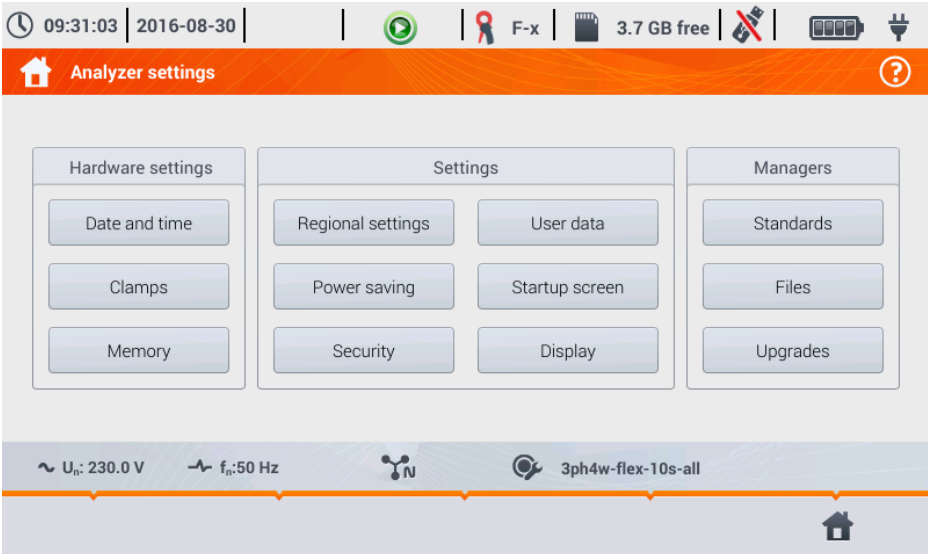 09:31:03 2016-08-30 F-x 3.7 GB free
Analyzer settings ?
Hardware settings Settings Managers
Date and time Regional settings User data Standards
Clamps Power saving Startup screen Files
Memory Security Display Upgrades
Un: 230.0 V fn:50 Hz N 3ph4w-flex-10s-all